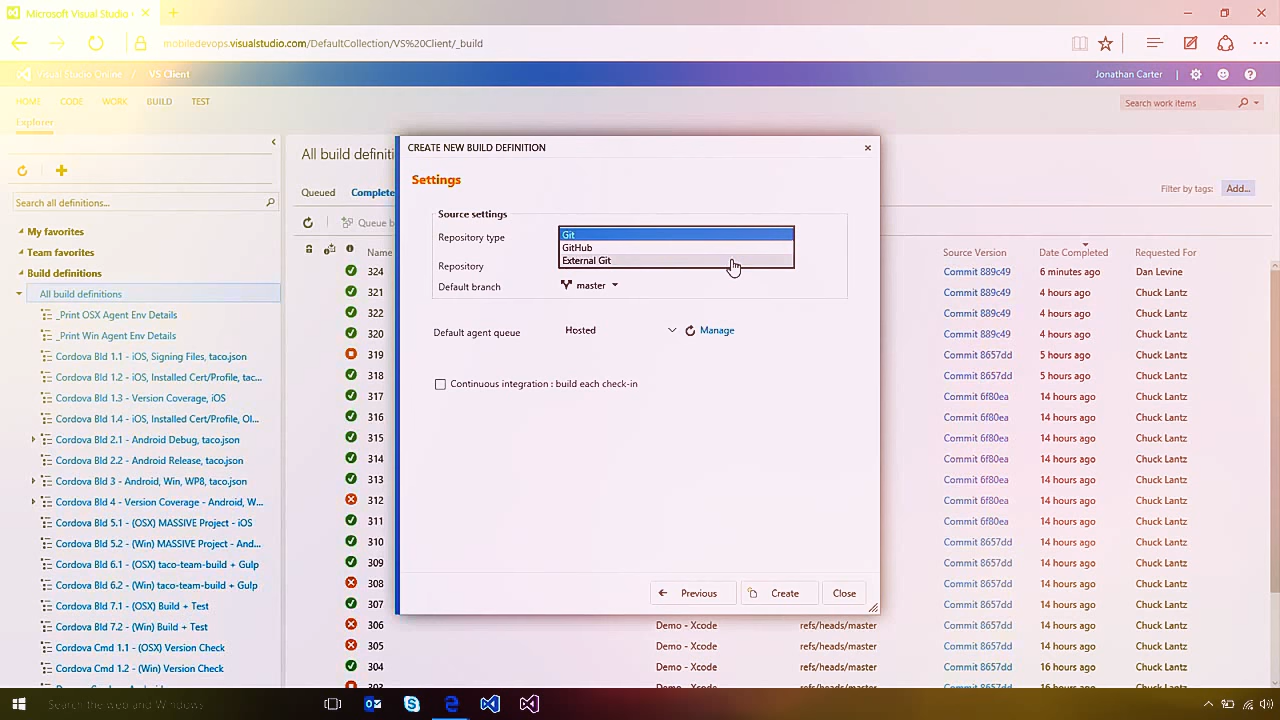 Microsoft Visual Studio
mobiledevops.visualstudio.com/DefaultCollection/VS%20Client/_build
Visual Studio Online / VS Client
Jonathan Carter
HOME CODE WORK BUILD TEST
Search work items
Explorer
CREATE NEW BUILD DEFINITION
All build definiti
Settings
Queued Complete
Filter by tags: Add...
Search all definitions...
Source settings
Queue b
My favorites
Repository type
Git
GitHub
External Git
Team favorites
Name
Source Version Date Completed Requested For
Repository
Build definitions
324 Commit 889c49 6 minutes ago Dan Levine
Default branch master
All build definitions
321 Commit 889c49 4 hours ago Chuck Lantz
_Print OSX Agent Env Details
322 Commit 889c49 4 hours ago Chuck Lantz
Default agent queue Hosted Manage
_Print Win Agent Env Details
320 Commit 889c49 4 hours ago Chuck Lantz
Cordova Bld 1.1 - iOS, Signing Files, taco.json
319 Commit 8657dd 5 hours ago Chuck Lantz
Cordova Bld 1.2 - iOS, Installed Cert/Profile, tac...
318 Commit 8657dd 5 hours ago Chuck Lantz
Continuous integration : build each check-in
Cordova Bld 1.3 - Version Coverage, iOS
317 Commit 6f80ea 14 hours ago Chuck Lantz
Cordova Bld 1.4 - iOS, Installed Cert/Profile, Ol...
316 Commit 6f80ea 14 hours ago Chuck Lantz
Cordova Bld 2.1 - Android Debug, taco.json
315 Commit 6f80ea 14 hours ago Chuck Lantz
Cordova Bld 2.2 - Android Release, taco.json
314 Commit 6f80ea 14 hours ago Chuck Lantz
Cordova Bld 3 - Android, Win, WP8, taco.json
313 Commit 6f80ea 14 hours ago Chuck Lantz
Cordova Bld 4 - Version Coverage - Android, W...
312 Commit 6f80ea 14 hours ago Chuck Lantz
Cordova Bld 5.1 - (OSX) MASSIVE Project - iOS
311 Commit 6f80ea 14 hours ago Chuck Lantz
Cordova Bld 5.2 - (Win) MASSIVE Project - And...
310 Commit 8657dd 14 hours ago Chuck Lantz
Cordova Bld 6.1 - (OSX) taco-team-build + Gulp
309 Commit 8657dd 14 hours ago Chuck Lantz
Cordova Bld 6.2 - (Win) taco-team-build + Gulp
308 Commit 8657dd 14 hours ago Chuck Lantz
Previous Create Close
Cordova Bld 7.1 - (OSX) Build + Test
307 Commit 8657dd 14 hours ago Chuck Lantz
Cordova Bld 7.2 - (Win) Build + Test
306 Demo - Xcode refs/heads/master Commit 8657dd 14 hours ago Chuck Lantz
Cordova Cmd 1.1 - (OSX) Version Check
305 Demo - Xcode refs/heads/master Commit 8657dd 14 hours ago Chuck Lantz
Cordova Cmd 1.2 - (Win) Version Check
304 Demo - Xcode refs/heads/master Commit 8657dd 16 hours ago Chuck Lantz
Search the web and Windows